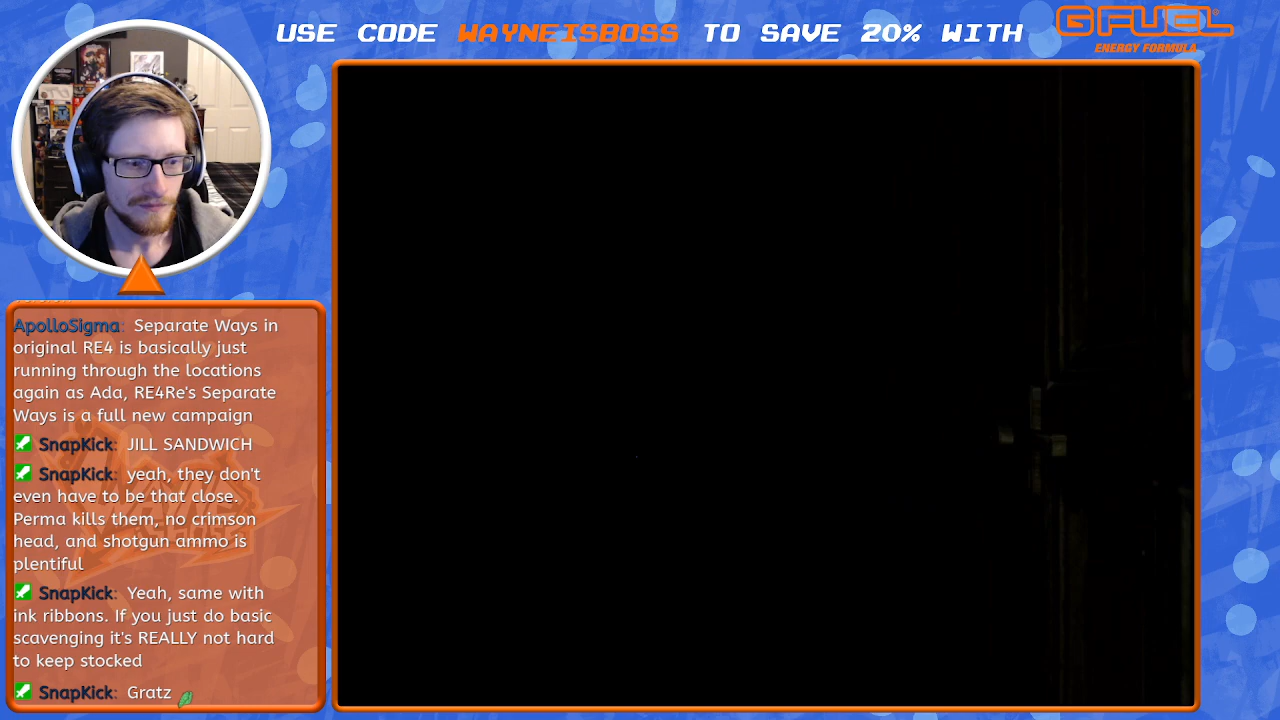 USE CODE WAYNEISBOSS TO SAVE 20% WITH
G FUEL®
ENERGY FORMULA
ApolloSigma: Separate Ways in
original RE4 is basically just
running through the locations
again as Ada, RE4Re's Separate
Ways is a full new campaign
SnapKick: JILL SANDWICH
SnapKick: yeah, they don't
even have to be that close.
Perma kills them, no crimson
head, and shotgun ammo is
plentiful
SnapKick: Yeah, same with
ink ribbons. If you just do basic
scavenging it's REALLY not hard
to keep stocked
SnapKick: Gratz